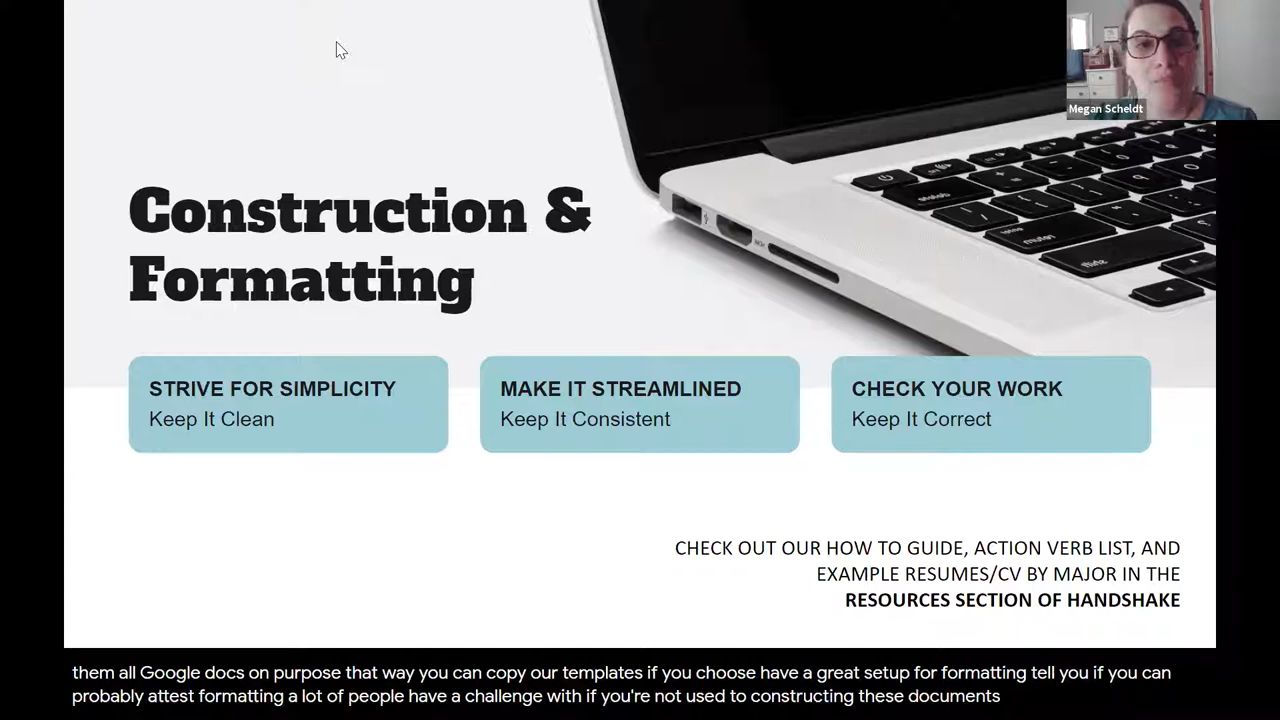 Megan Scheldt
Construction &
Formatting
STRIVE FOR SIMPLICITY
Keep It Clean
MAKE IT STREAMLINED
Keep It Consistent
CHECK YOUR WORK
Keep It Correct
CHECK OUT OUR HOW TO GUIDE, ACTION VERB LIST, AND
EXAMPLE RESUMES/CV BY MAJOR IN THE
RESOURCES SECTION OF HANDSHAKE
them all Google docs on purpose that way you can copy our templates if you choose have a great setup for formatting tell you if you can
probably attest formatting a lot of people have a challenge with if you're not used to constructing these documents